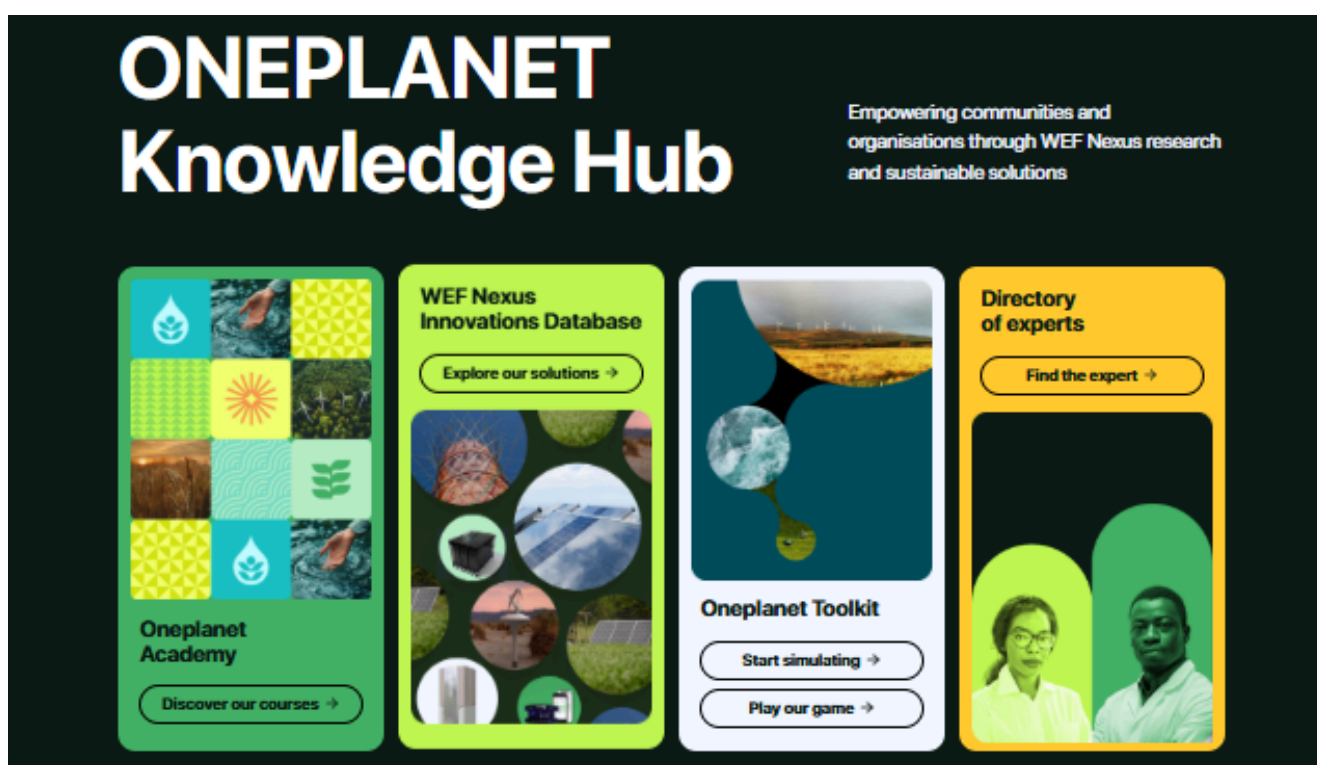 ONEPLANET
Knowledge Hub
Empowering communities and
organisations through WEF Nexus research
and sustainable solutions
Oneplanet
Academy
Discover our courses →
WEF Nexus
Innovations Database
Explore our solutions →
Oneplanet Toolkit
Start simulating →
Play our game →
Directory
of experts
Find the expert →